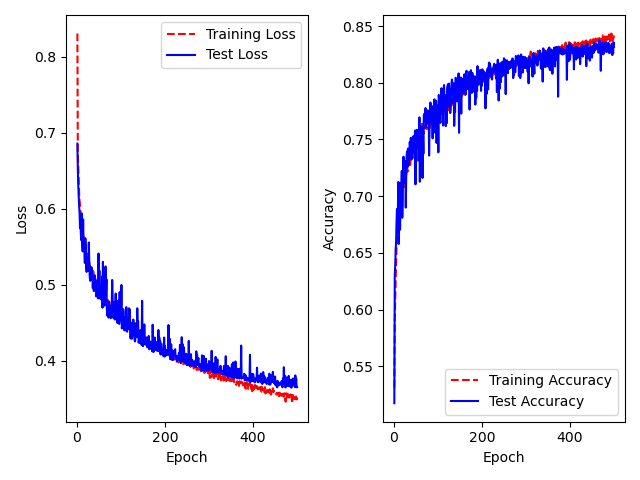 Training Loss
Test Loss
0.8
0.7
0.6
0.5
0.4
Loss
0
200
400
Epoch
0.85
0.80
0.75
0.70
0.65
0.60
0.55
Accuracy
Training Accuracy
Test Accuracy
0
200
400
Epoch